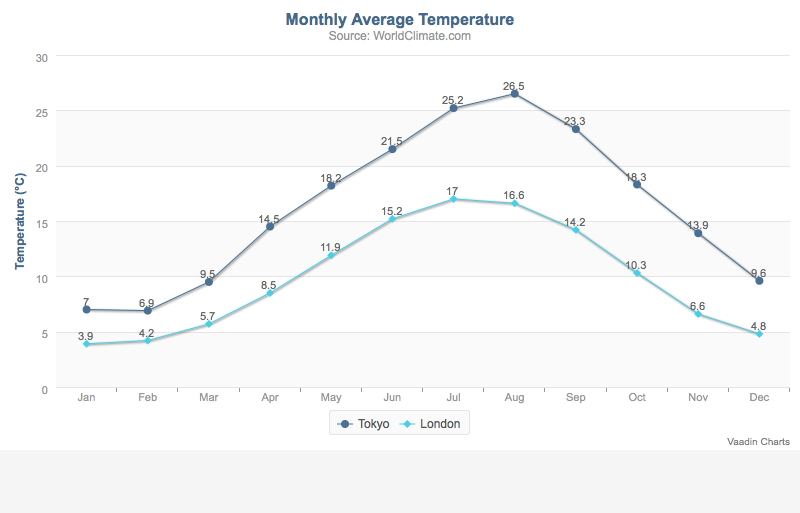 Monthly Average Temperature
Source: WorldClimate.com
Temperature (°C)
30
25
20
15
10
5
0
7 6.9 9.5 14.5 18.2 21.5 25.2 26.5 23.3 18.3 13.9 9.6
3.9 4.2 5.7 8.5 11.9 15.2 17 16.6 14.2 10.3 6.6 4.8
Jan Feb Mar Apr May Jun Jul Aug Sep Oct Nov Dec
Tokyo London
Vaadin Charts